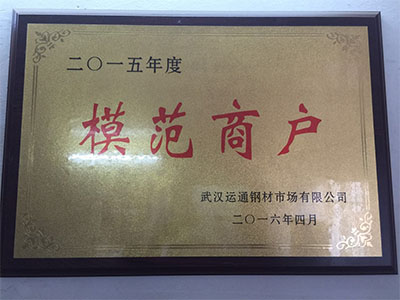 二〇一五年度
模范商户
武汉运通钢材市场有限公司
二〇一六年四月